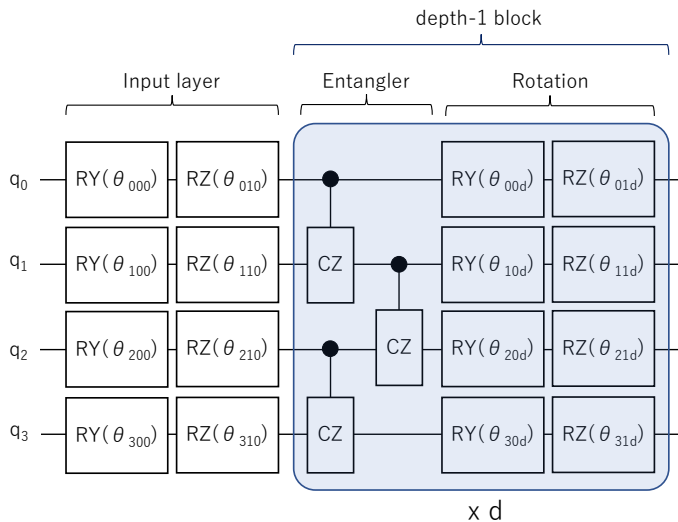 depth-1 block
Input layer Entangler Rotation
q0 RY(θ000) RZ(θ010) RY(θ00d) RZ(θ01d)
q1 RY(θ100) RZ(θ110) CZ RY(θ10d) RZ(θ11d)
q2 RY(θ200) RZ(θ210) CZ RY(θ20d) RZ(θ21d)
q3 RY(θ300) RZ(θ310) CZ RY(θ30d) RZ(θ31d)
x d